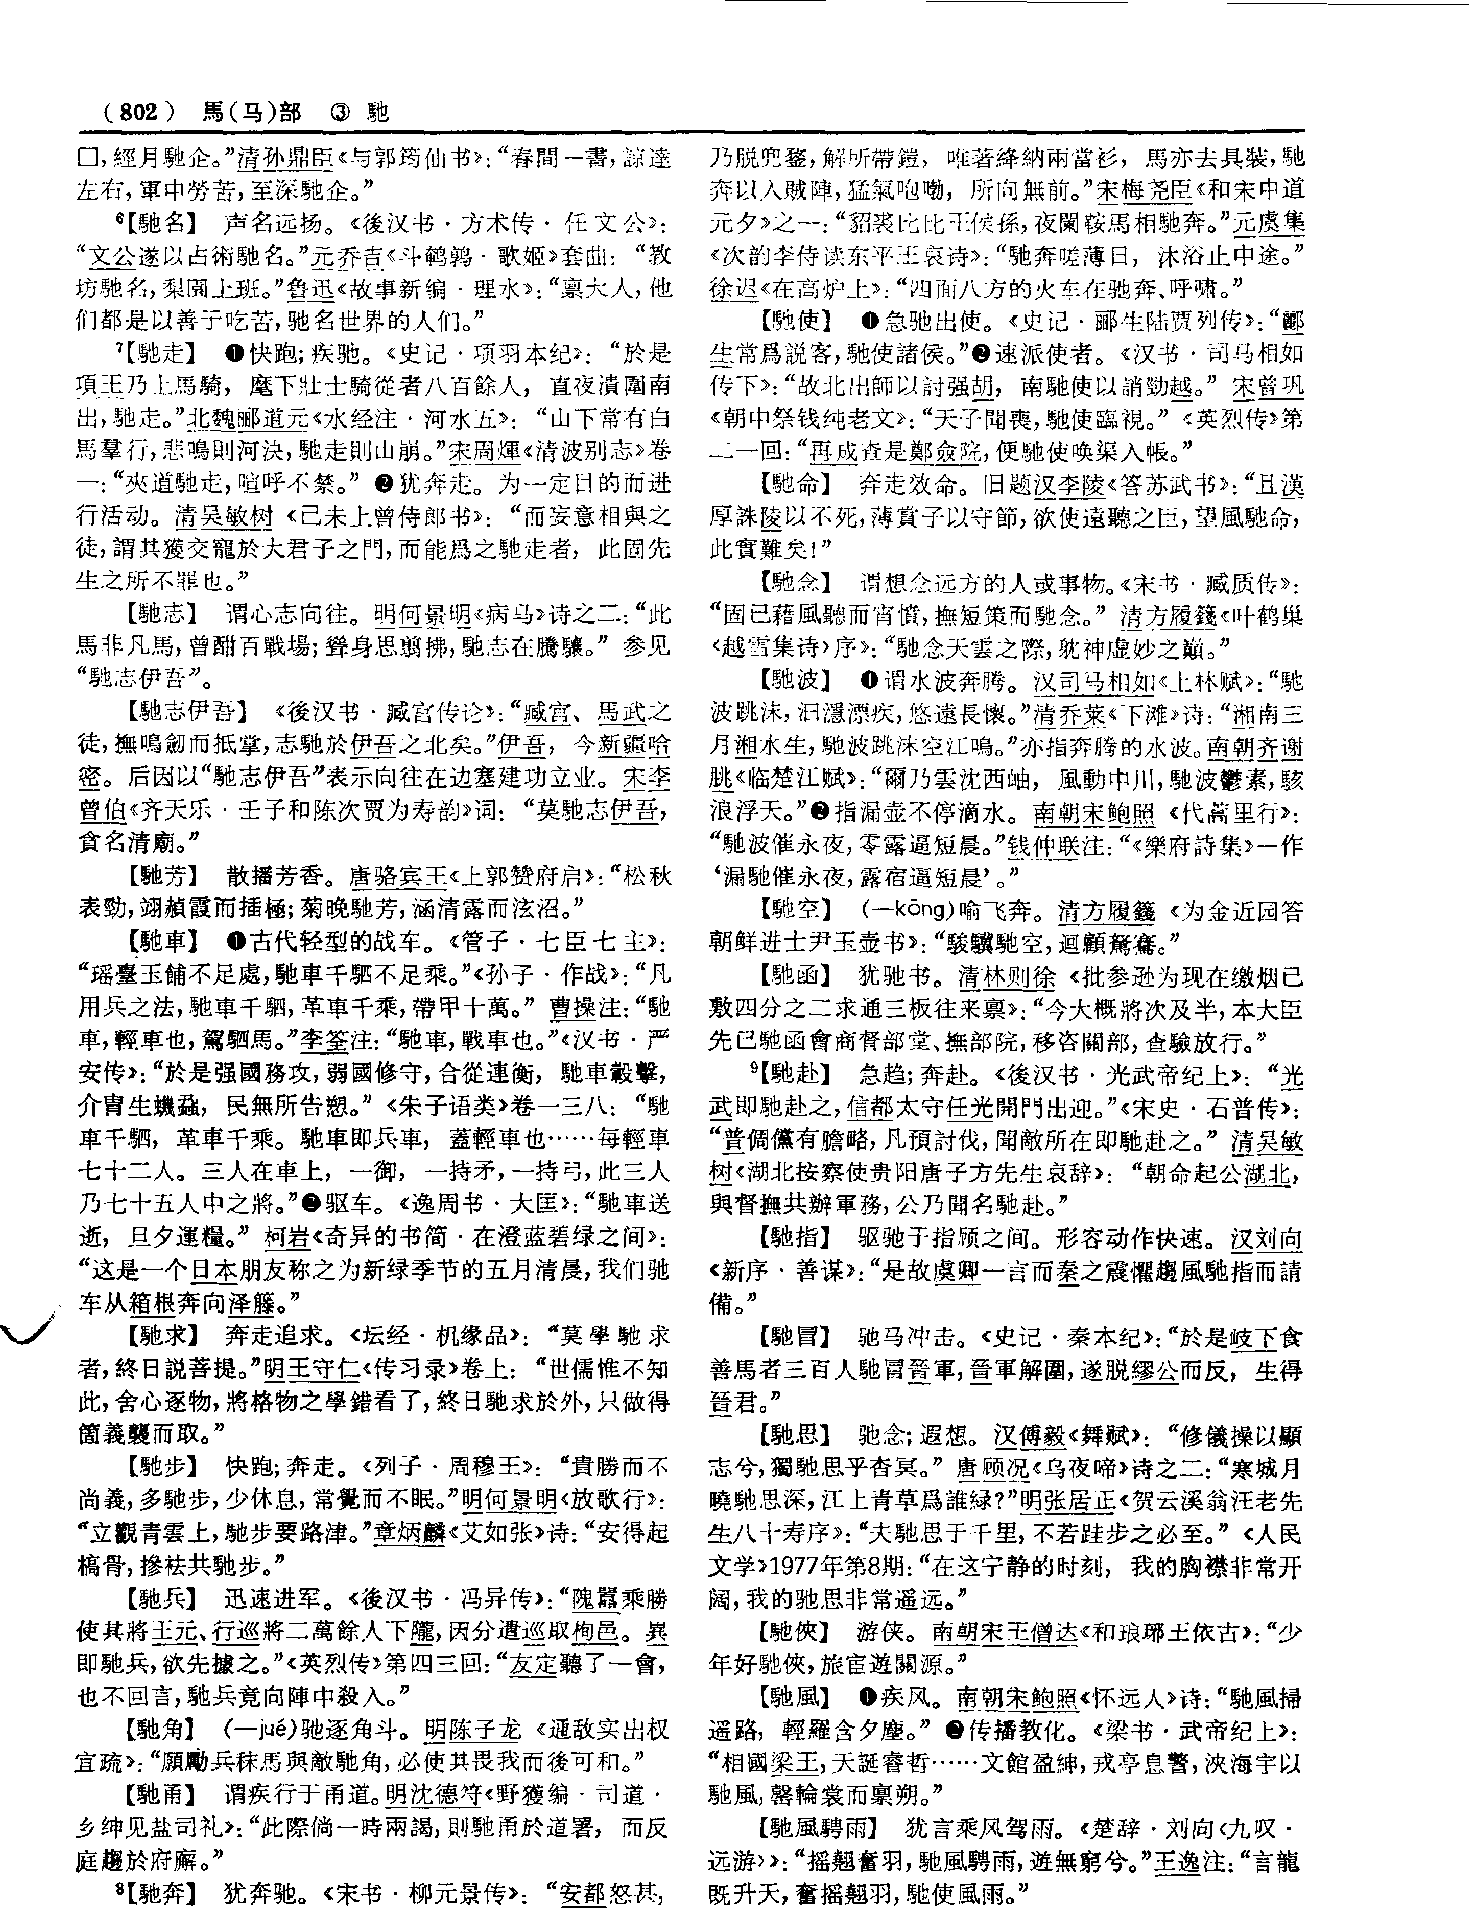 （802） 馬（马）部 ③ 馳
口，經月馳企。”清孙鼎臣《与郭筠仙书》：“春間一書，諒達
左右，軍中勞苦，至深馳企。”
6【馳名】 声名远扬。《後汉书·方术传·任文公》：
“文公遂以占術馳名。”元乔吉《斗鹌鹑·歌姬》套曲：“教
坊馳名，梨園上班。”鲁迅《故事新编·理水》：“禀大人，他
们都是以善于吃苦，驰名世界的人们。”
7【馳走】 ❶快跑；疾驰。《史记·项羽本纪》：“於是
項王乃上馬騎，麾下壯士騎從者八百餘人，直夜潰圍南
出，馳走。”北魏郦道元《水经注·河水五》：“山下常有白
馬羣行，悲鳴則河決，馳走則山崩。”宋周煇《清波别志》卷
一：“夾道馳走，喧呼不禁。”❷犹奔走。为一定目的而进
行活动。清吴敏树《己未上曾侍郎书》：“而妄意相與之
徒，謂其獲交寵於大君子之門，而能爲之馳走者，此固先
生之所不罪也。”
【馳志】 谓心志向往。明何景明《病马》诗之二：“此
馬非凡馬，曾酣百戰場；聳身思翦拂，馳志在騰驤。”参见
“馳志伊吾”。
【馳志伊吾】 《後汉书·臧宫传论》：“臧宫、馬武之
徒，撫鳴劒而抵掌，志馳於伊吾之北矣。”伊吾，今新疆哈
密。后因以“馳志伊吾”表示向往在边塞建功立业。宋李
曾伯《齐天乐·壬子和陈次贾为寿韵》词：“莫馳志伊吾，
貪名清廟。”
【馳芳】 散播芳香。唐骆宾王《上郭赞府启》：“松秋
表勁，翊赬霞而插極；菊晚馳芳，涵清露而泫沼。”
【馳車】 ❶古代轻型的战车。《管子·七臣七主》：
“瑶臺玉餔不足處，馳車千駟不足乘。”《孙子·作战》：“凡
用兵之法，馳車千駟，革車千乘，帶甲十萬。”曹操注：“馳
車，輕車也，駕駟馬。”李筌注：“馳車，戰車也。”《汉书·严
安传》：“於是强國務攻，弱國修守，合從連衡，馳車轂擊，
介胄生蟣蝨，民無所告愬。”《朱子语类》卷一三八：“馳
車千駟，革車千乘。馳車即兵車，蓋輕車也……每輕車
七十二人。三人在車上，一御，一持矛，一持弓，此三人
乃七十五人中之將。”❷驱车。《逸周书·大匡》：“馳車送
逝，旦夕運糧。”柯岩《奇异的书简·在澄蓝碧绿之间》：
“这是一个日本朋友称之为新绿季节的五月清晨，我们驰
车从箱根奔向泽藤。”
【馳求】 奔走追求。《坛经·机缘品》：“莫學馳求
者，終日説菩提。”明王守仁《传习录》卷上：“世儒惟不知
此，舍心逐物，將格物之學錯看了，終日馳求於外，只做得
箇義襲而取。”
【馳步】 快跑；奔走。《列子·周穆王》：“貴勝而不
尚義，多馳步，少休息，常覺而不眠。”明何景明《放歌行》：
“立觀青雲上，馳步要路津。”章炳麟《艾如张》诗：“安得起
槁骨，摻袪共馳步。”
【馳兵】 迅速进军。《後汉书·冯异传》：“隗囂乘勝
使其將王元、行巡將二萬餘人下隴，因分遣巡取栒邑。異
即馳兵，欲先據之。”《英烈传》第四三回：“友定聽了一會，
也不回言，馳兵竟向陣中殺入。”
【馳角】 （一jué）驰逐角斗。明陈子龙《通敌实出权
宜疏》：“願勵兵秣馬與敵馳角，必使其畏我而後可和。”
【馳甬】 谓疾行于甬道。明沈德符《野獲编·司道·
乡绅见盐司礼》：“此際倘一時兩謁，則馳甬於道署，而反
庭趨於府廨。”
8【馳奔】 犹奔驰。《宋书·柳元景传》：“安都怒甚，
乃脱兜鍪，解所帶鎧，唯著絳納兩當衫，馬亦去具裝，馳
奔以入賊陣，猛氣咆嘞，所向無前。”宋梅尧臣《和宋中道
元夕》之一：“貂裘比比王侯孫，夜闌鞍馬相馳奔。”元虞集
《次韵李侍读东平王哀诗》：“馳奔嗟薄日，沐浴止中途。”
徐迟《在高炉上》：“四面八方的火车在驰奔、呼啸。”
【馳使】 ❶急驰出使。《史记·郦生陆贾列传》：“酈
生常爲説客，馳使諸侯。”❷速派使者。《汉书·司马相如
传下》：“故北出師以討强胡，南馳使以誚勁越。”宋曾巩
《朝中祭钱纯老文》：“天子聞喪，馳使臨視。”《英烈传》第
二一回：“再成查是鄭僉院，便馳使唤渠入帳。”
【馳命】 奔走效命。旧题汉李陵《答苏武书》：“且漢
厚誅陵以不死，薄賞子以守節，欲使遠聽之臣，望風馳命，
此實難矣！”
【馳念】 谓想念远方的人或事物。《宋书·臧质传》：
“固已藉風聽而宵憤，撫短策而馳念。”清方履籛《叶鹤巢
〈越雪集诗〉序》：“馳念天雲之際，眈神虚妙之巔。”
【馳波】 ❶谓水波奔腾。汉司马相如《上林赋》：“馳
波跳沫，汩㶀漂疾，悠遠長懷。”清乔莱《下滩》诗：“湘南三
月湘水生，馳波跳沫空江鳴。”亦指奔腾的水波。南朝齐谢
朓《临楚江赋》：“爾乃雲沈西岫，風動中川，馳波鬱素，駭
浪浮天。”❷指漏壶不停滴水。南朝宋鲍照《代蒿里行》：
“馳波催永夜，零露逼短晨。”钱仲联注：“《樂府詩集》一作
‘漏馳催永夜，露宿逼短晨’。”
【馳空】 （一kōng）喻飞奔。清方履籛《为金近园答
朝鲜进士尹玉壶书》：“駿驥馳空，迴顧駑蹇。”
【馳函】 犹驰书。清林则徐《批参逊为现在缴烟已
敷四分之二求通三板往来禀》：“今大概將次及半，本大臣
先已馳函會商督部堂、撫部院，移咨關部，查驗放行。”
9【馳赴】 急趋；奔赴。《後汉书·光武帝纪上》：“光
武即馳赴之，信都太守任光開門出迎。”《宋史·石普传》：
“普倜儻有膽略，凡預討伐，聞敵所在即馳赴之。”清吴敏
树《湖北按察使贵阳唐子方先生哀辞》：“朝命起公湖北，
與督撫共辦軍務，公乃聞名馳赴。”
【馳指】 驱驰于指顾之间。形容动作快速。汉刘向
《新序·善谋》：“是故虞卿一言而秦之震懼趨風馳指而請
備。”
【馳冒】 驰马冲击。《史记·秦本纪》：“於是岐下食
善馬者三百人馳冒晉軍，晉軍解圍，遂脱繆公而反，生得
晉君。”
【馳思】 驰念；遐想。汉傅毅《舞赋》：“修儀操以顯
志兮，獨馳思乎杳冥。”唐顾况《乌夜啼》诗之二：“寒城月
曉馳思深，江上青草爲誰緑？”明张居正《贺云溪翁汪老先
生八十寿序》：“夫馳思于千里，不若跬步之必至。”《人民
文学》1977年第8期：“在这宁静的时刻，我的胸襟非常开
阔，我的驰思非常遥远。”
【馳俠】 游侠。南朝宋王僧达《和琅琊王依古》：“少
年好馳俠，旅宦遊關源。”
【馳風】 ❶疾风。南朝宋鲍照《怀远人》诗：“馳風掃
遥路，輕羅含夕塵。”❷传播教化。《梁书·武帝纪上》：
“相國梁王，天誕睿哲……文館盈紳，戎亭息警，浹海宇以
馳風，罄輪裳而禀朔。”
【馳風騁雨】 犹言乘风驾雨。《楚辞·刘向〈九叹·
远游〉》：“摇翹奮羽，馳風騁雨，遊無窮兮。”王逸注：“言龍
既升天，奮摇翹羽，馳使風雨。”